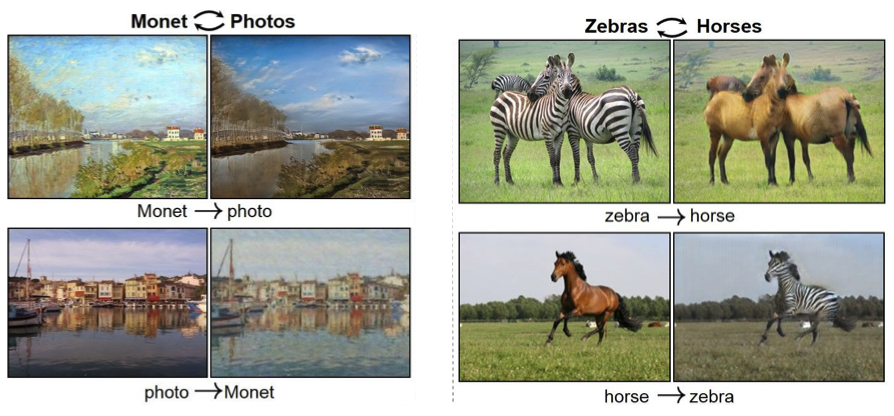 Monet Photos
Monet → photo
photo → Monet
Zebras Horses
zebra → horse
horse → zebra